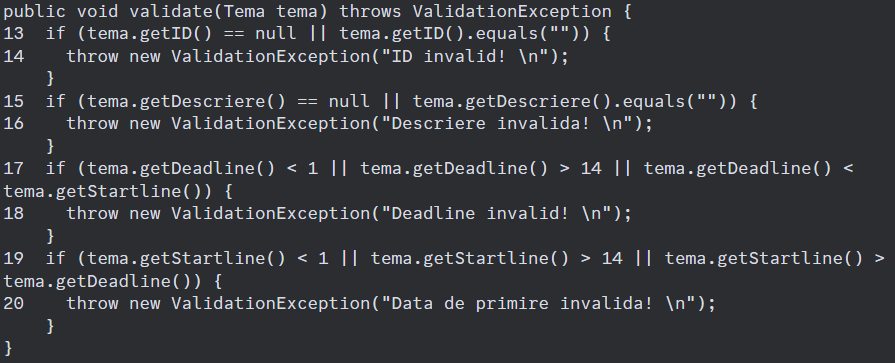 public void validate(Tema tema) throws ValidationException {
13  if (tema.getID() == null || tema.getID().equals("")) {
14    throw new ValidationException("ID invalid! \n");
    }
15  if (tema.getDescriere() == null || tema.getDescriere().equals("")) {
16    throw new ValidationException("Descriere invalida! \n");
    }
17  if (tema.getDeadline() < 1 || tema.getDeadline() > 14 || tema.getDeadline() <
tema.getStartline()) {
18    throw new ValidationException("Deadline invalid! \n");
    }
19  if (tema.getStartline() < 1 || tema.getStartline() > 14 || tema.getStartline() >
tema.getDeadline()) {
20    throw new ValidationException("Data de primire invalida! \n");
    }
}